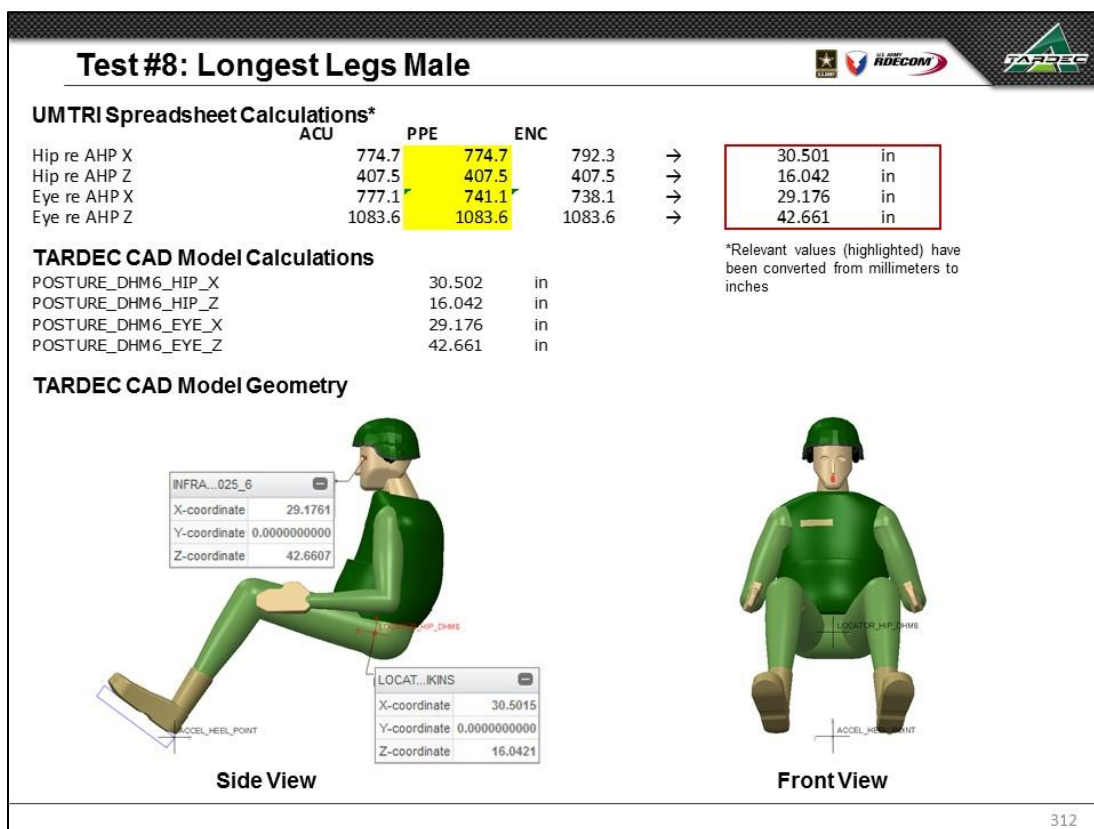 Test #8: Longest Legs Male
U.S. ARMY
U.S. ARMY
RDECOM
TARDEC
UMTRI Spreadsheet Calculations*
ACU PPE ENC
Hip re AHP X 774.7 774.7 792.3 → 30.501 in
Hip re AHP Z 407.5 407.5 407.5 → 16.042 in
Eye re AHP X 777.1 741.1 738.1 → 29.176 in
Eye re AHP Z 1083.6 1083.6 1083.6 → 42.661 in
*Relevant values (highlighted) have
been converted from millimeters to
inches
TARDEC CAD Model Calculations
POSTURE_DHM6_HIP_X 30.502 in
POSTURE_DHM6_HIP_Z 16.042 in
POSTURE_DHM6_EYE_X 29.176 in
POSTURE_DHM6_EYE_Z 42.661 in
TARDEC CAD Model Geometry
INFRA...025_6
X-coordinate 29.1761
Y-coordinate 0.0000000000
Z-coordinate 42.6607
LOCATOR_HIP_DHM6
LOCAT...IKINS
X-coordinate 30.5015
Y-coordinate 0.0000000000
Z-coordinate 16.0421
ACCEL_HEEL_POINT
Side View
LOCATOR_HIP_DHM6
ACCEL_HEEL_POINT
Front View
312